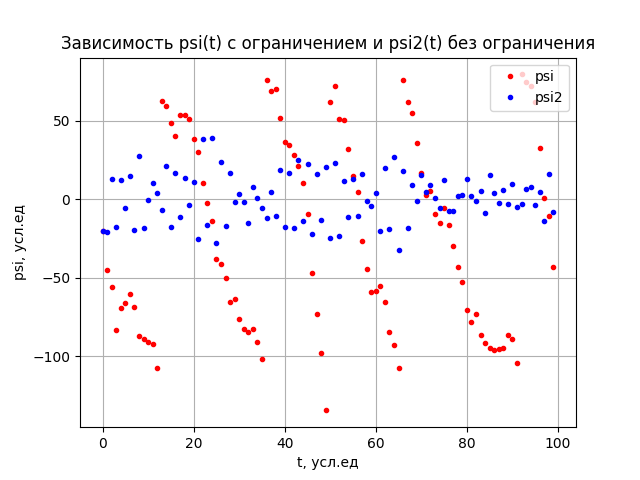 Зависимость psi(t) с ограничением и psi2(t) без ограничения
psi
psi2
psi, усл.ед
50
0
−50
−100
0 20 40 60 80 100
t, усл.ед